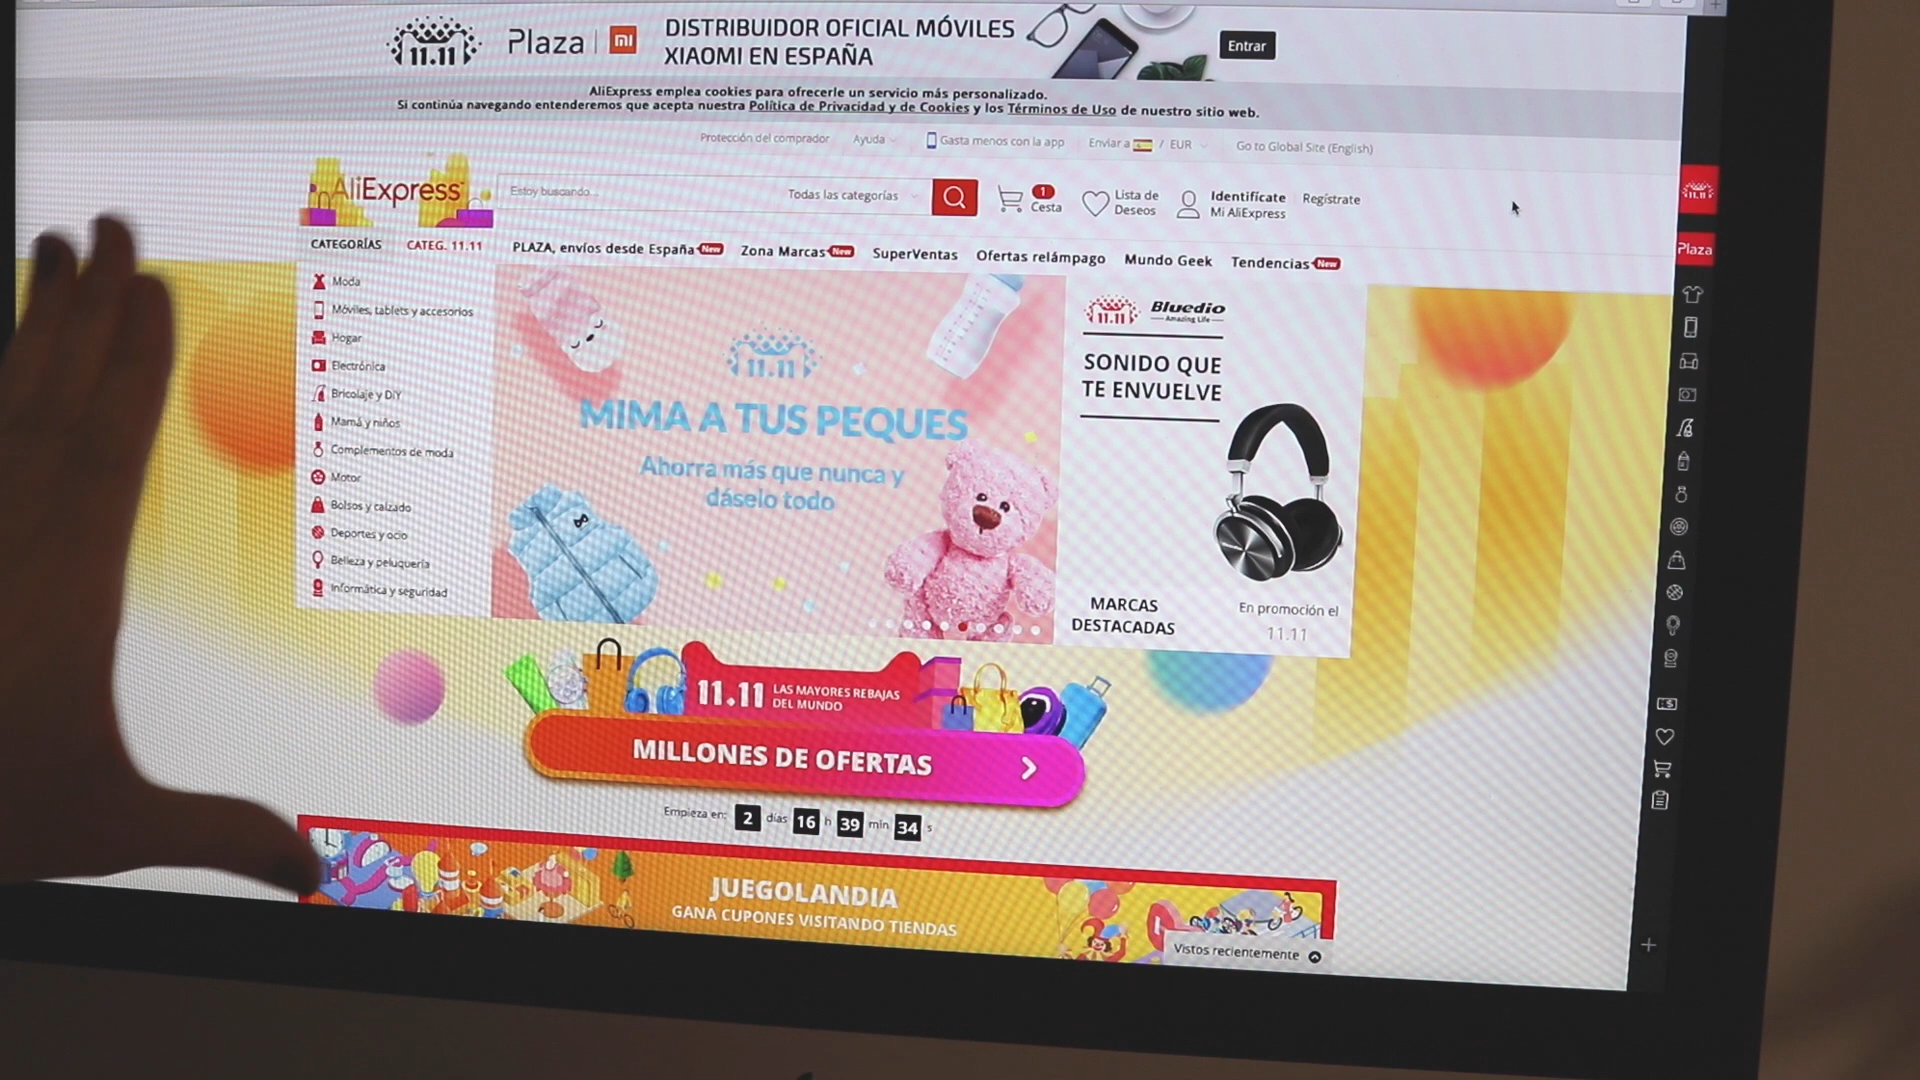 11.11 Plaza mi DISTRIBUIDOR OFICIAL MÓVILES
XIAOMI EN ESPAÑA
Entrar
AliExpress emplea cookies para ofrecerle un servicio más personalizado.
Si continúa navegando entenderemos que acepta nuestra Política de Privacidad y de Cookies y los Términos de Uso de nuestro sitio web.
Protección del comprador Ayuda Gasta menos con la app Enviar a / EUR Go to Global Site (English)
AliExpress
Estoy buscando... Todas las categorías
1
Cesta
Lista de
Deseos
Identifícate Regístrate
Mi AliExpress
11.11
Plaza
CATEGORÍAS CATEG. 11.11 PLAZA, envíos desde España New Zona Marcas New SuperVentas Ofertas relámpago Mundo Geek Tendencias New
Moda
Móviles, tablets y accesorios
Hogar
Electrónica
Bricolaje y DIY
Mamá y niños
Complementos de moda
Motor
Bolsos y calzado
Deportes y ocio
Belleza y peluquería
Informática y seguridad
11.11
MIMA A TUS PEQUES
Ahorra más que nunca y
dáselo todo
11.11 Bluedio
Amazing Life
SONIDO QUE
TE ENVUELVE
MARCAS
DESTACADAS
En promoción el
11.11
11.11 LAS MAYORES REBAJAS
DEL MUNDO
MILLONES DE OFERTAS
Empieza en: 2 días 16 h 39 min 34 s
JUEGOLANDIA
GANA CUPONES VISITANDO TIENDAS
Vistos recientemente